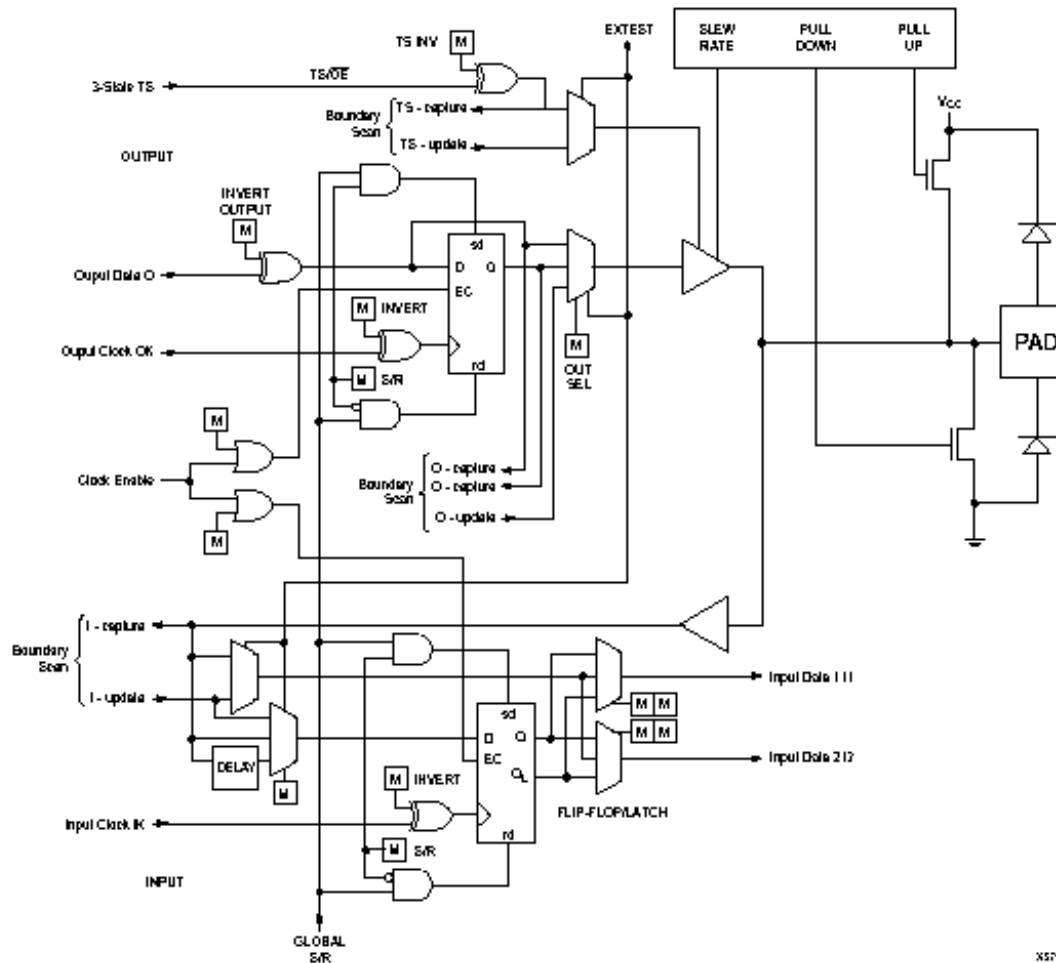 TS INV
M
EXTEST
SLEW RATE
PULL DOWN
PULL UP
3-State TS
TS/OE
VCC
Boundary Scan
TS - capture
TS - update
OUTPUT
INVERT OUTPUT
M
sd
D
Q
EC
Ouput Data O
M
INVERT
PAD
Ouput Clock OK
rd
M
S/R
M
OUT SEL
M
Clock Enable
M
Boundary Scan
O - capture
O - capture
O - update
Boundary Scan
I - capture
I - update
Input Data 1 I1
M M
M M
sd
D
Q
EC
QL
Input Data 2 I2
DELAY
M
M
INVERT
FLIP-FLOP/LATCH
Input Clock IK
rd
M
S/R
INPUT
GLOBAL S/R